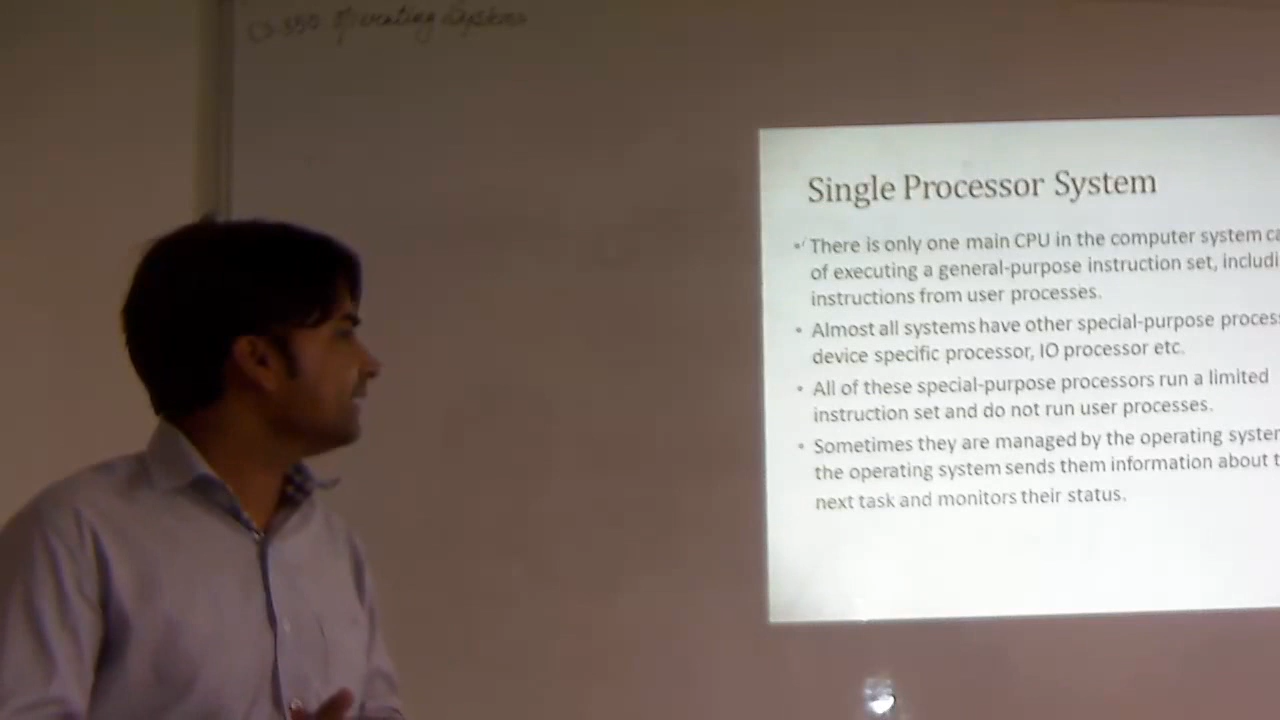 CS-350 Operating Systems
Single Processor System
There is only one main CPU in the computer system ca
of executing a general-purpose instruction set, includi
instructions from user processes.
Almost all systems have other special-purpose process
device specific processor, IO processor etc.
All of these special-purpose processors run a limited
instruction set and do not run user processes.
Sometimes they are managed by the operating system
the operating system sends them information about t
next task and monitors their status.